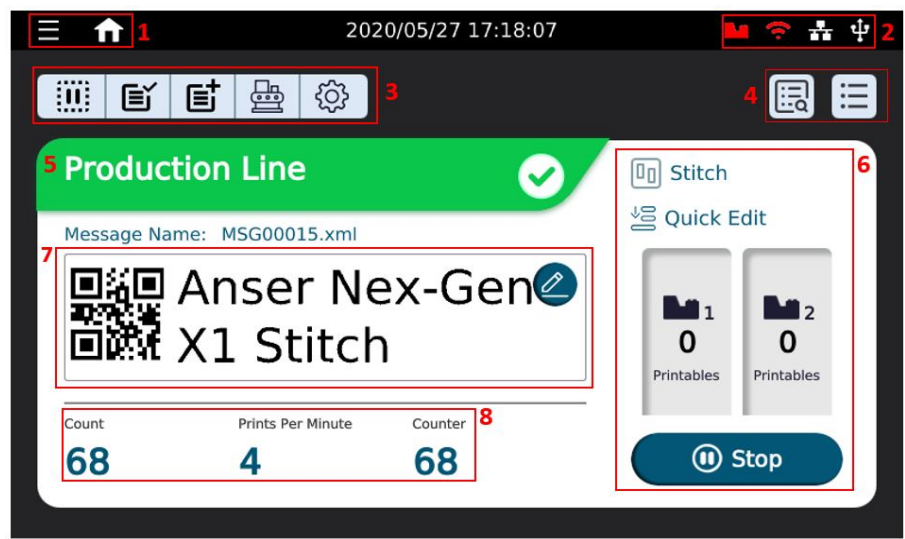 1
2020/05/27 17:18:07
2
3
4
5
Production Line
Message Name: MSG00015.xml
7
Anser Nex-Gen
X1 Stitch
Count
Prints Per Minute
Counter
8
68
4
68
6
Stitch
Quick Edit
1
2
0
0
Printables
Printables
Stop